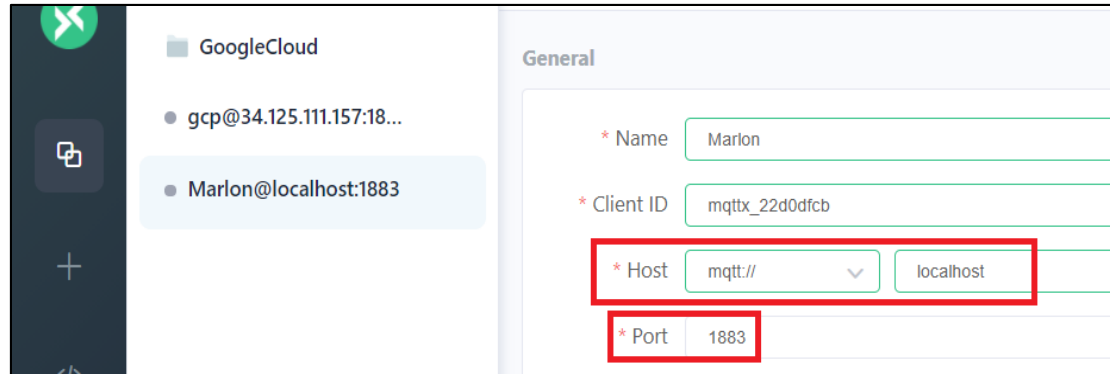 GoogleCloud
gcp@34.125.111.157:18...
Marlon@localhost:1883
General
* Name Marlon
* Client ID mqttx_22d0dfcb
* Host mqtt:// localhost
* Port 1883